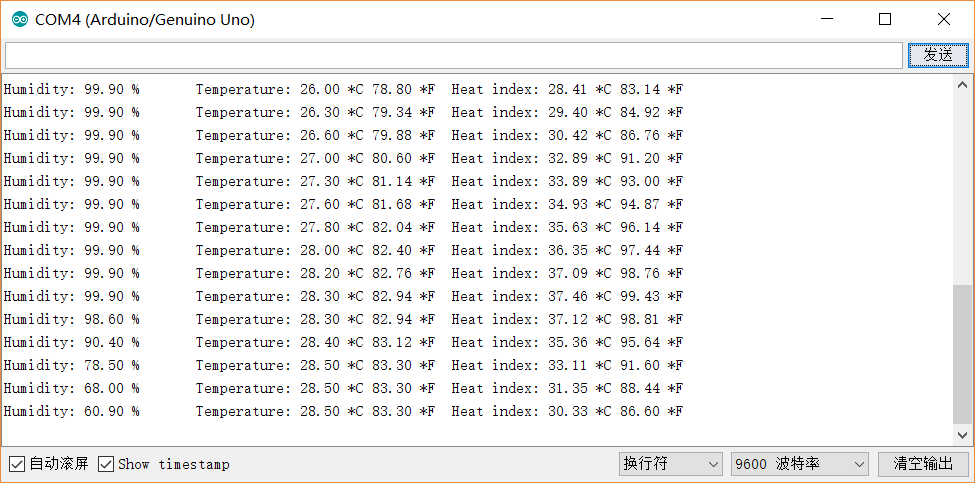 COM4 (Arduino/Genuino Uno)
发送
Humidity: 99.90 % Temperature: 26.00 *C 78.80 *F Heat index: 28.41 *C 83.14 *F
Humidity: 99.90 % Temperature: 26.30 *C 79.34 *F Heat index: 29.40 *C 84.92 *F
Humidity: 99.90 % Temperature: 26.60 *C 79.88 *F Heat index: 30.42 *C 86.76 *F
Humidity: 99.90 % Temperature: 27.00 *C 80.60 *F Heat index: 32.89 *C 91.20 *F
Humidity: 99.90 % Temperature: 27.30 *C 81.14 *F Heat index: 33.89 *C 93.00 *F
Humidity: 99.90 % Temperature: 27.60 *C 81.68 *F Heat index: 34.93 *C 94.87 *F
Humidity: 99.90 % Temperature: 27.80 *C 82.04 *F Heat index: 35.63 *C 96.14 *F
Humidity: 99.90 % Temperature: 28.00 *C 82.40 *F Heat index: 36.35 *C 97.44 *F
Humidity: 99.90 % Temperature: 28.20 *C 82.76 *F Heat index: 37.09 *C 98.76 *F
Humidity: 99.90 % Temperature: 28.30 *C 82.94 *F Heat index: 37.46 *C 99.43 *F
Humidity: 98.60 % Temperature: 28.30 *C 82.94 *F Heat index: 37.12 *C 98.81 *F
Humidity: 90.40 % Temperature: 28.40 *C 83.12 *F Heat index: 35.36 *C 95.64 *F
Humidity: 78.50 % Temperature: 28.50 *C 83.30 *F Heat index: 33.11 *C 91.60 *F
Humidity: 68.00 % Temperature: 28.50 *C 83.30 *F Heat index: 31.35 *C 88.44 *F
Humidity: 60.90 % Temperature: 28.50 *C 83.30 *F Heat index: 30.33 *C 86.60 *F
自动滚屏 Show timestamp 换行符 9600 波特率 清空输出